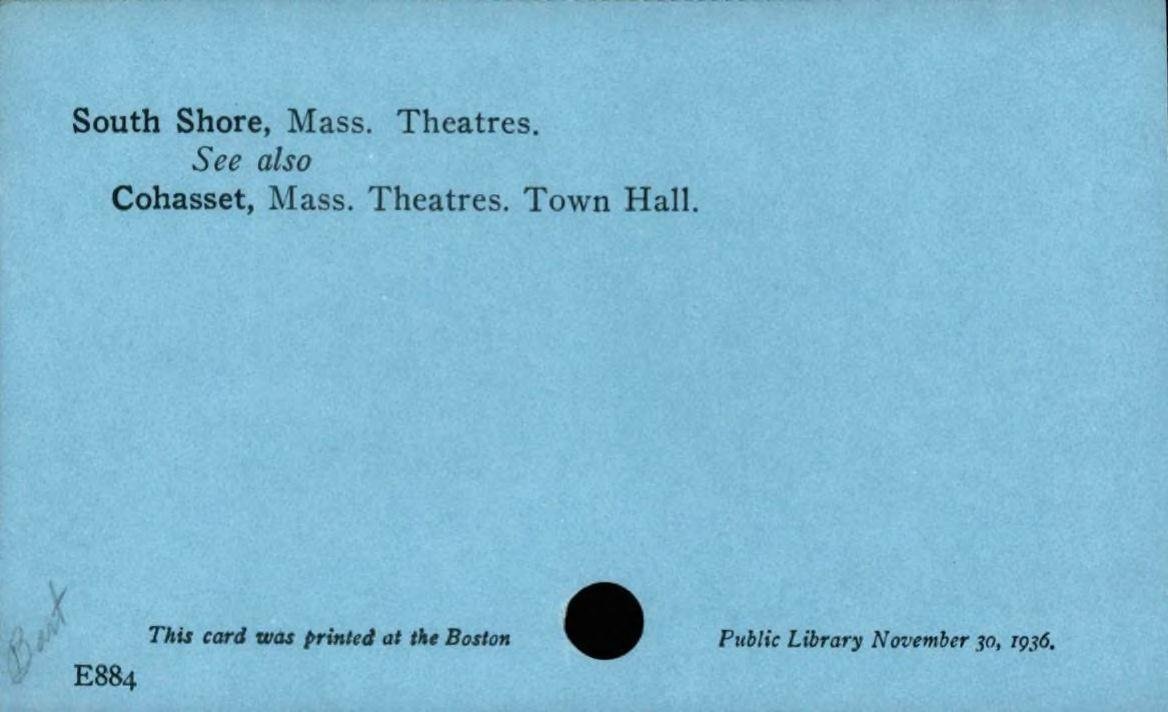 South Shore, Mass. Theatres.
See also
Cohasset, Mass. Theatres. Town Hall.
This card was printed at the Boston Public Library November 30, 1936.
E884